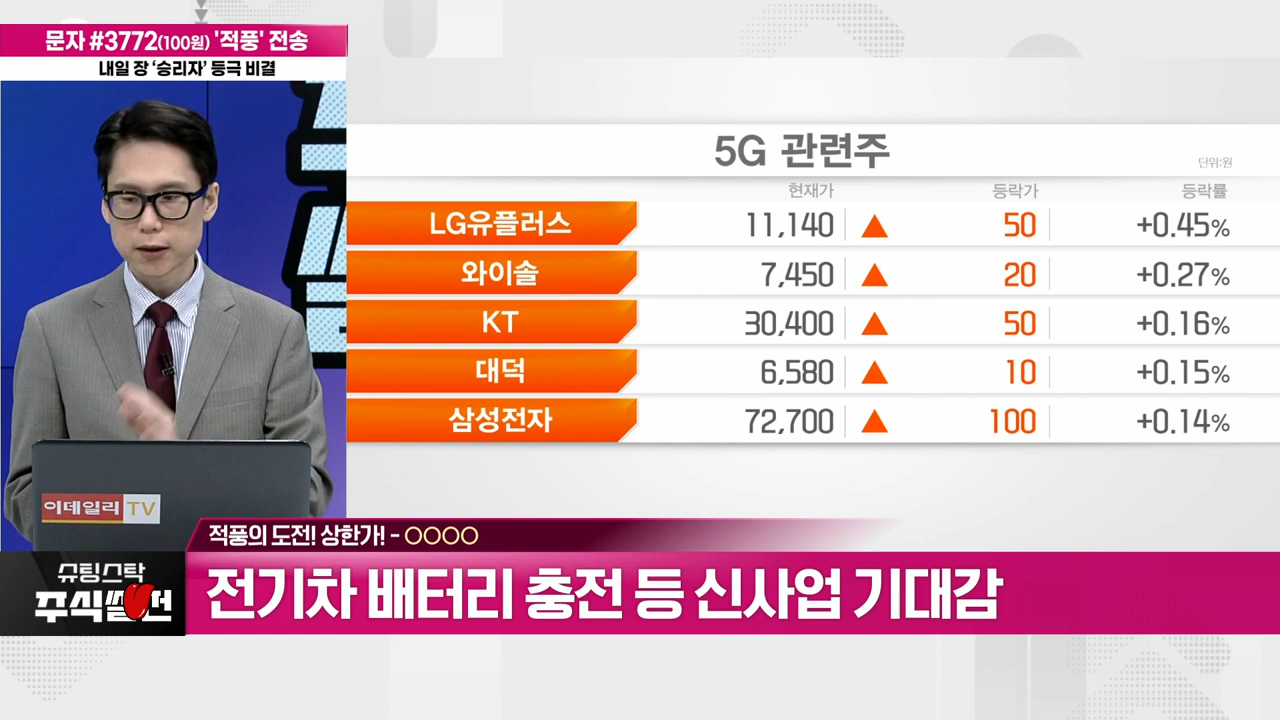 문자 #3772(100원) '적풍' 전송
내일 장 '승리자' 등극 비결
5G 관련주
단위:원
현재가 등락가 등락률
LG유플러스 11,140 ▲ 50 +0.45%
와이솔 7,450 ▲ 20 +0.27%
KT 30,400 ▲ 50 +0.16%
대덕 6,580 ▲ 10 +0.15%
삼성전자 72,700 ▲ 100 +0.14%
이데일리 TV
적풍의 도전! 상한가! - ○○○○
슈팅스탁
주식썰전
전기차 배터리 충전 등 신사업 기대감